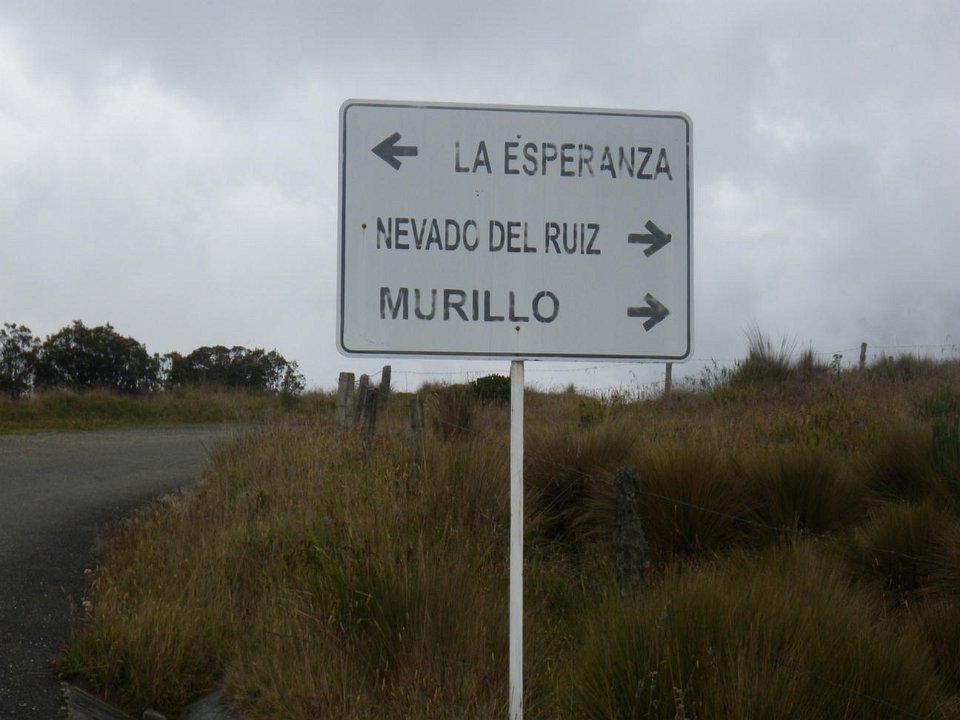 LA ESPERANZA
NEVADO DEL RUIZ
MURILLO